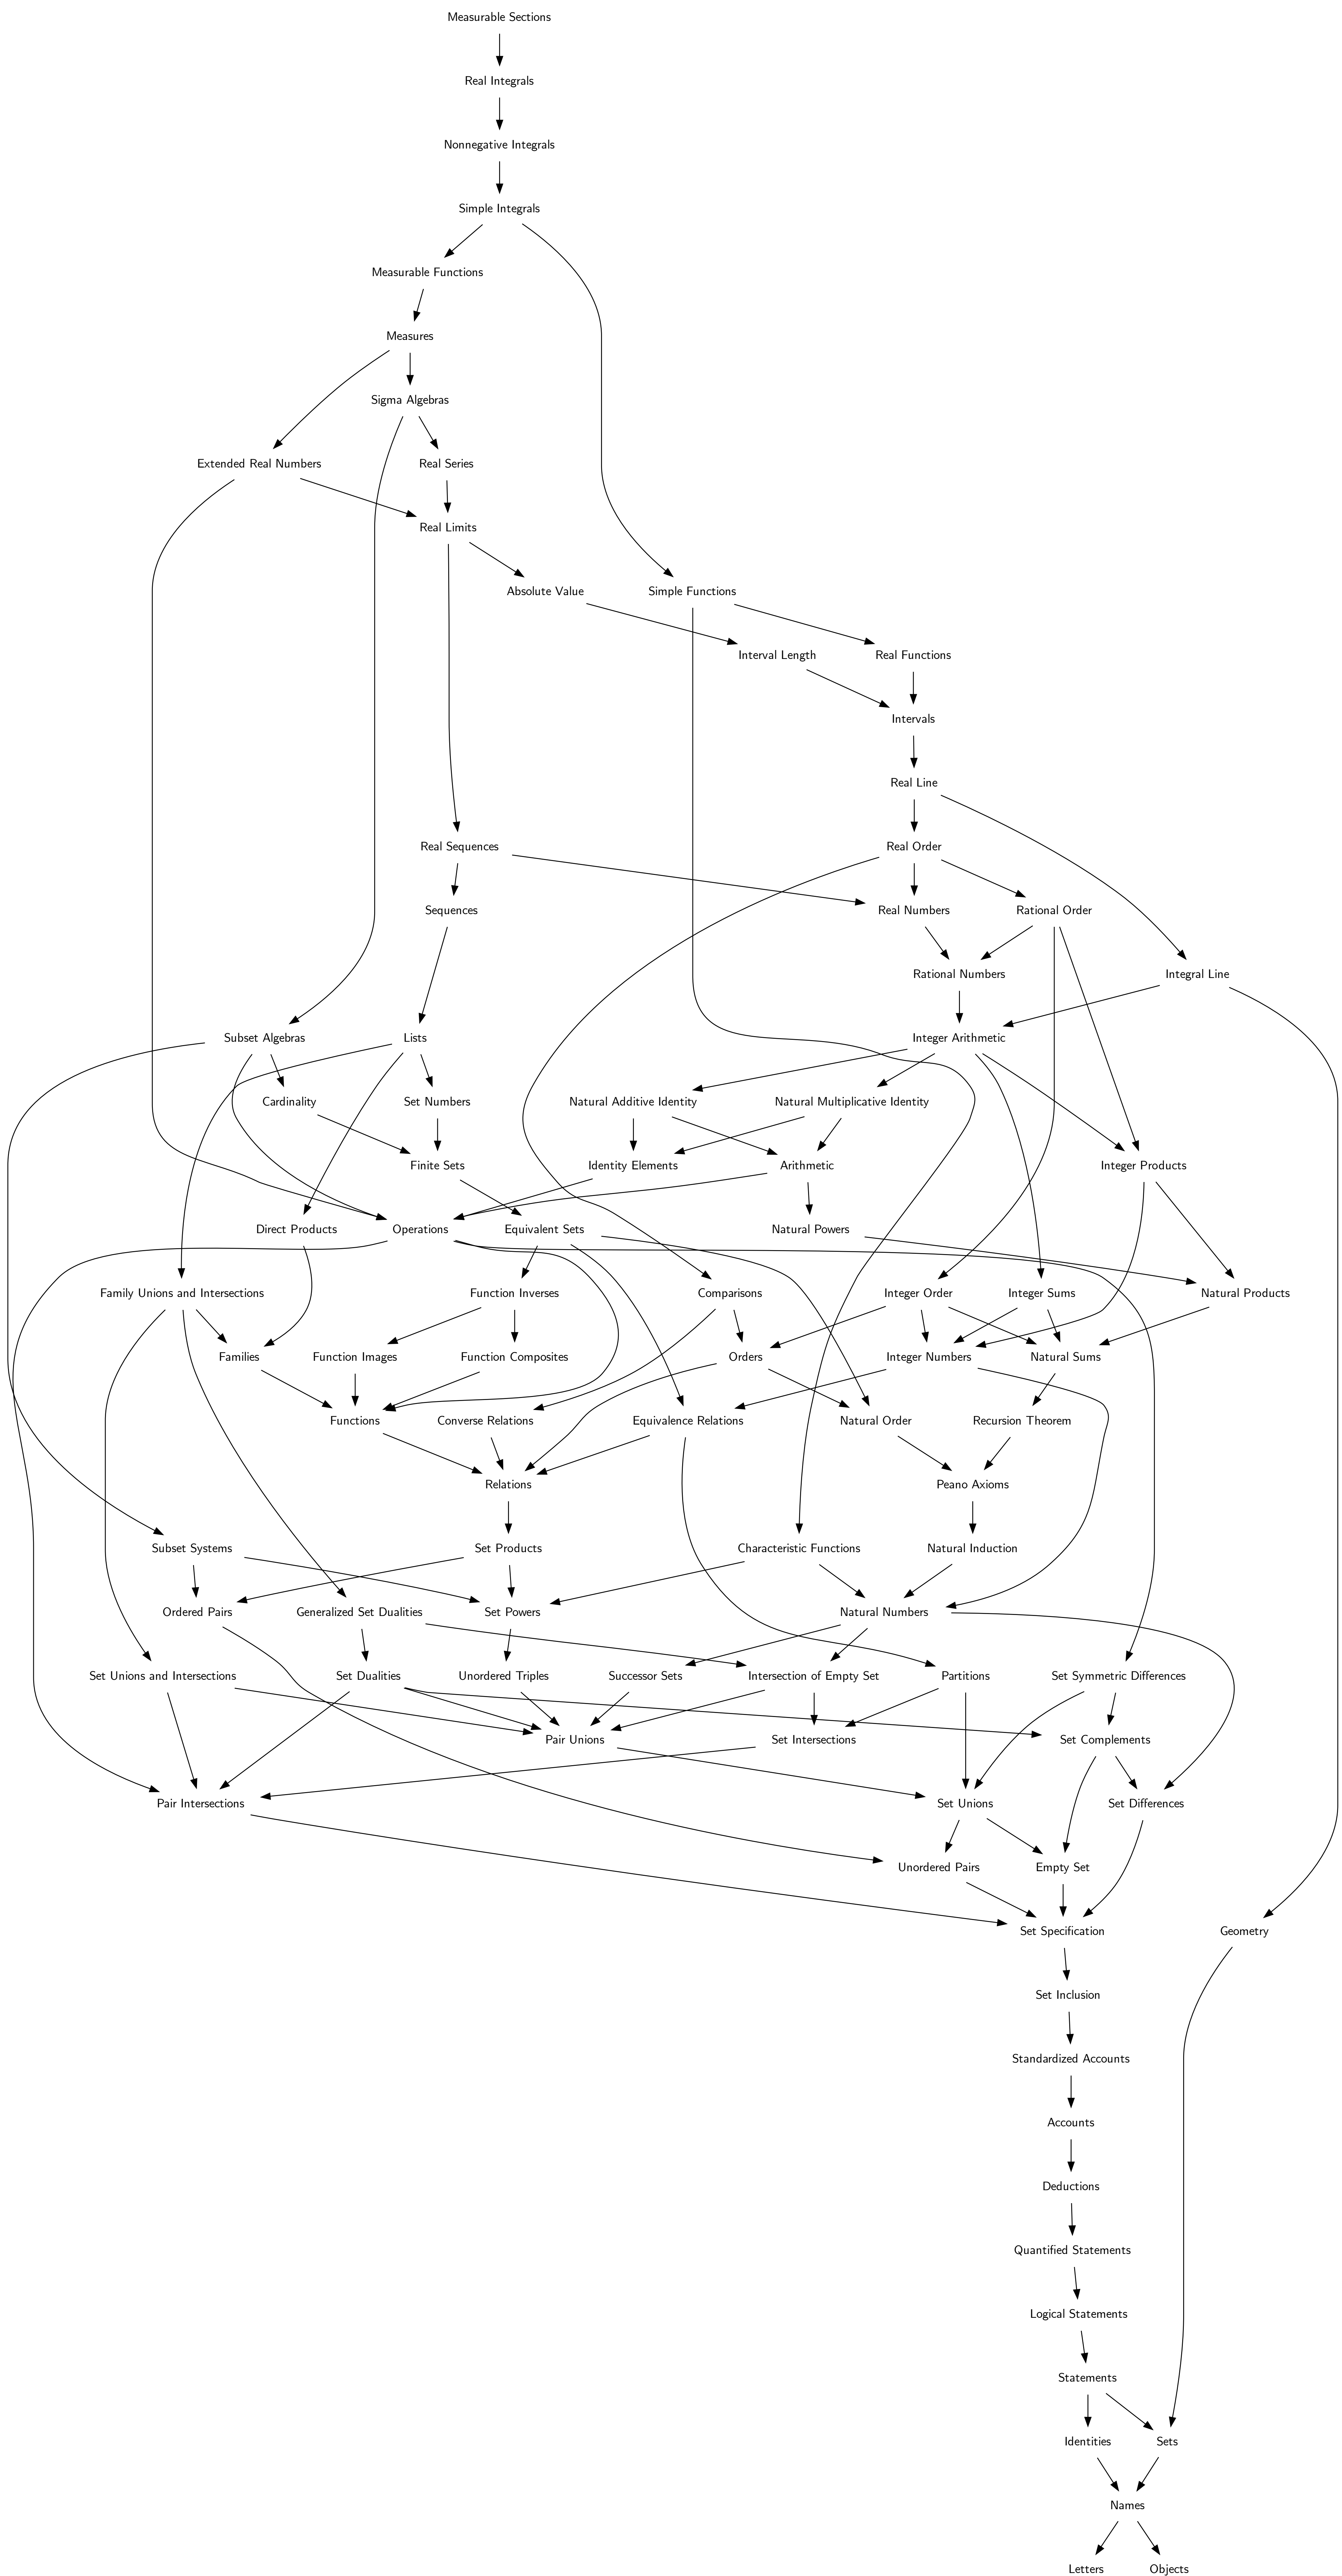 Measurable Sections
Real Integrals
Nonnegative Integrals
Simple Integrals
Measurable Functions
Measures
Sigma Algebras
Extended Real Numbers
Real Series
Real Limits
Absolute Value
Simple Functions
Interval Length
Real Functions
Intervals
Real Line
Real Sequences
Real Order
Sequences
Real Numbers
Rational Order
Rational Numbers
Integral Line
Subset Algebras
Lists
Integer Arithmetic
Cardinality
Set Numbers
Natural Additive Identity
Natural Multiplicative Identity
Finite Sets
Identity Elements
Arithmetic
Integer Products
Direct Products
Operations
Equivalent Sets
Natural Powers
Family Unions and Intersections
Function Inverses
Comparisons
Integer Order
Integer Sums
Natural Products
Families
Function Images
Function Composites
Orders
Integer Numbers
Natural Sums
Functions
Converse Relations
Equivalence Relations
Natural Order
Recursion Theorem
Relations
Peano Axioms
Subset Systems
Set Products
Characteristic Functions
Natural Induction
Ordered Pairs
Generalized Set Dualities
Set Powers
Natural Numbers
Set Unions and Intersections
Set Dualities
Unordered Triples
Successor Sets
Intersection of Empty Set
Partitions
Set Symmetric Differences
Pair Unions
Set Intersections
Set Complements
Pair Intersections
Set Unions
Set Differences
Unordered Pairs
Empty Set
Set Specification
Geometry
Set Inclusion
Standardized Accounts
Accounts
Deductions
Quantified Statements
Logical Statements
Statements
Identities
Sets
Names
Letters
Objects